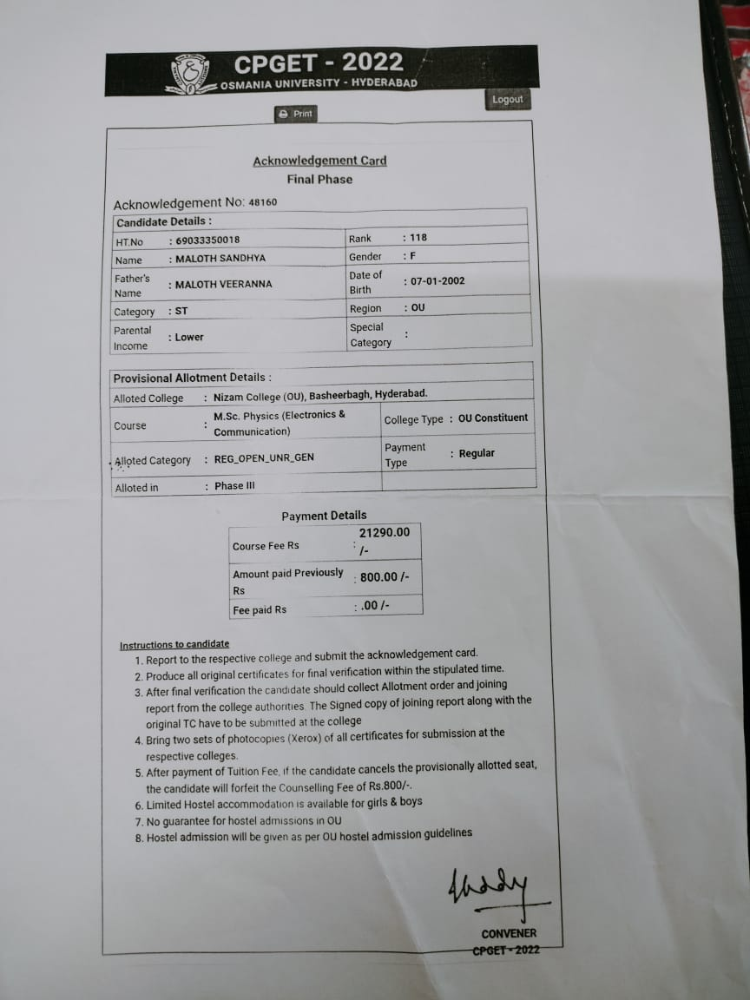 CPGET - 2022
OSMANIA UNIVERSITY - HYDERABAD
Logout
Print
Acknowledgement Card
Final Phase
Acknowledgement No: 48160
Candidate Details :
HT.No : 69033350018 Rank : 118
Name : MALOTH SANDHYA Gender : F
Father's Name : MALOTH VEERANNA Date of Birth : 07-01-2002
Category : ST Region : OU
Parental Income : Lower Special Category :
Provisional Allotment Details :
Alloted College : Nizam College (OU), Basheerbagh, Hyderabad.
Course : M.Sc. Physics (Electronics & Communication) College Type : OU Constituent
Alloted Category : REG_OPEN_UNR_GEN Payment Type : Regular
Alloted in : Phase III
Payment Details
Course Fee Rs : 21290.00 /-
Amount paid Previously Rs : 800.00 /-
Fee paid Rs : .00 /-
Instructions to candidate
1. Report to the respective college and submit the acknowledgement card.
2. Produce all original certificates for final verification within the stipulated time.
3. After final verification the candidate should collect Allotment order and joining
report from the college authorities. The Signed copy of joining report along with the
original TC have to be submitted at the college
4. Bring two sets of photocopies (Xerox) of all certificates for submission at the
respective colleges.
5. After payment of Tuition Fee, if the candidate cancels the provisionally allotted seat,
the candidate will forfeit the Counselling Fee of Rs.800/-.
6. Limited Hostel accommodation is available for girls & boys
7. No guarantee for hostel admissions in OU
8. Hostel admission will be given as per OU hostel admission guidelines
CONVENER
CPGET - 2022